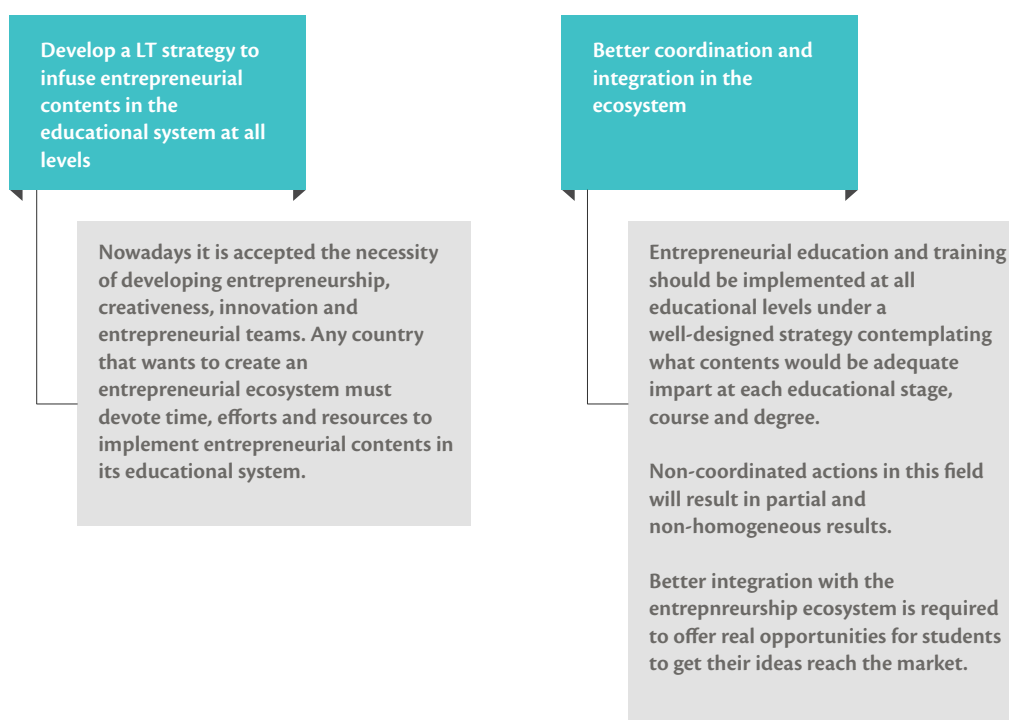 Develop a LT strategy to
infuse entrepreneurial
contents in the
educational system at all
levels
Nowadays it is accepted the necessity
of developing entrepreneurship,
creativeness, innovation and
entrepreneurial teams. Any country
that wants to create an
entrepreneurial ecosystem must
devote time, efforts and resources to
implement entrepreneurial contents in
its educational system.
Better coordination and
integration in the
ecosystem
Entrepreneurial education and training
should be implemented at all
educational levels under a
well-designed strategy contemplating
what contents would be adequate
impart at each educational stage,
course and degree.
Non-coordinated actions in this field
will result in partial and
non-homogeneous results.
Better integration with the
entrepnreurship ecosystem is required
to offer real opportunities for students
to get their ideas reach the market.